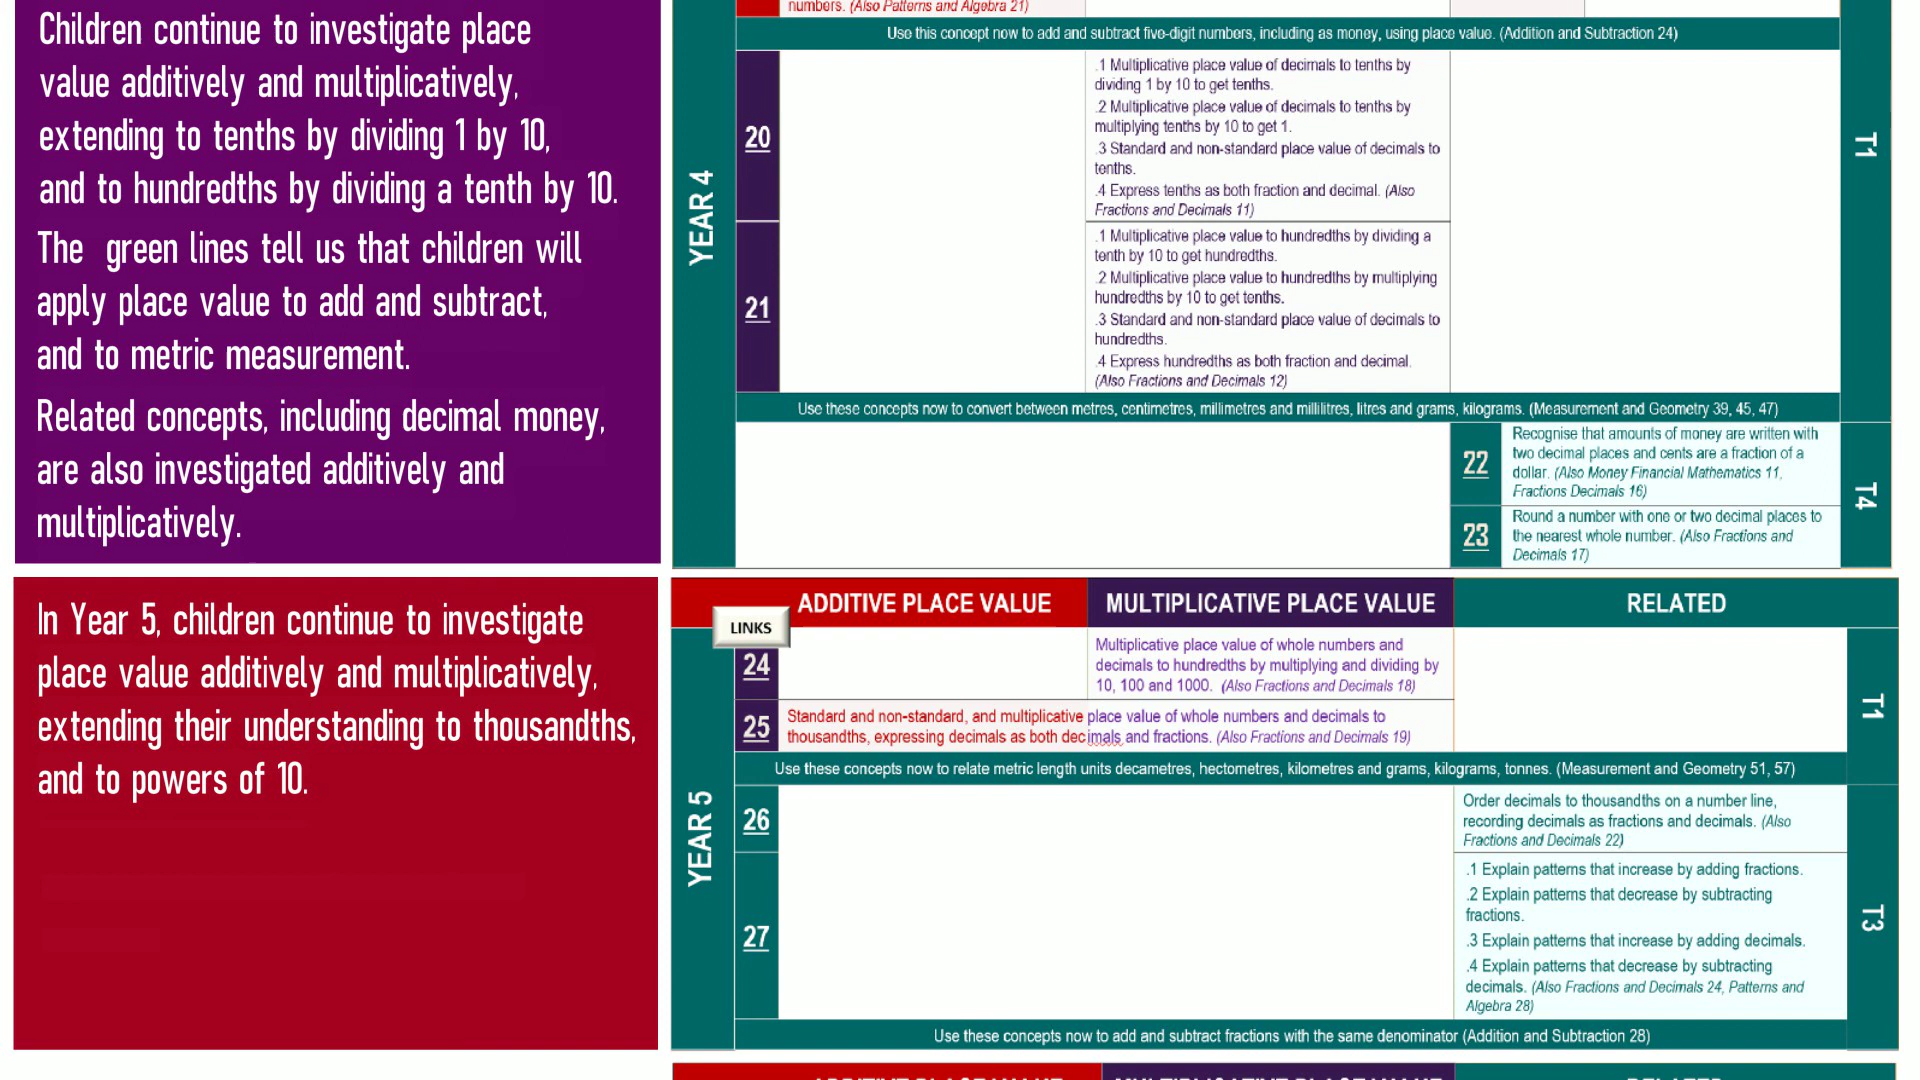 Children continue to investigate place
value additively and multiplicatively,
extending to tenths by dividing 1 by 10,
and to hundredths by dividing a tenth by 10.
The green lines tell us that children will
apply place value to add and subtract,
and to metric measurement.
Related concepts, including decimal money,
are also investigated additively and
multiplicatively.
numbers. (Also Patterns and Algebra 21)
Use this concept now to add and subtract five-digit numbers, including as money, using place value. (Addition and Subtraction 24)
YEAR 4
20
.1 Multiplicative place value of decimals to tenths by
dividing 1 by 10 to get tenths.
.2 Multiplicative place value of decimals to tenths by
multiplying tenths by 10 to get 1.
.3 Standard and non-standard place value of decimals to
tenths.
.4 Express tenths as both fraction and decimal. (Also
Fractions and Decimals 11)
T1
21
.1 Multiplicative place value to hundredths by dividing a
tenth by 10 to get hundredths.
.2 Multiplicative place value to hundredths by multiplying
hundredths by 10 to get tenths.
.3 Standard and non-standard place value of decimals to
hundredths.
.4 Express hundredths as both fraction and decimal.
(Also Fractions and Decimals 12)
Use these concepts now to convert between metres, centimetres, millimetres and millilitres, litres and grams, kilograms. (Measurement and Geometry 39, 45, 47)
22
Recognise that amounts of money are written with
two decimal places and cents are a fraction of a
dollar. (Also Money Financial Mathematics 11,
Fractions Decimals 16)
T4
23
Round a number with one or two decimal places to
the nearest whole number. (Also Fractions and
Decimals 17)
In Year 5, children continue to investigate
place value additively and multiplicatively,
extending their understanding to thousandths,
and to powers of 10.
ADDITIVE PLACE VALUE
MULTIPLICATIVE PLACE VALUE
RELATED
LINKS
YEAR 5
24
Multiplicative place value of whole numbers and
decimals to hundredths by multiplying and dividing by
10, 100 and 1000. (Also Fractions and Decimals 18)
T1
25
Standard and non-standard, and multiplicative place value of whole numbers and decimals to
thousandths, expressing decimals as both decimals and fractions. (Also Fractions and Decimals 19)
Use these concepts now to relate metric length units decametres, hectometres, kilometres and grams, kilograms, tonnes. (Measurement and Geometry 51, 57)
26
Order decimals to thousandths on a number line,
recording decimals as fractions and decimals. (Also
Fractions and Decimals 22)
27
.1 Explain patterns that increase by adding fractions.
.2 Explain patterns that decrease by subtracting
fractions.
.3 Explain patterns that increase by adding decimals.
.4 Explain patterns that decrease by subtracting
decimals. (Also Fractions and Decimals 24, Patterns and
Algebra 28)
T3
Use these concepts now to add and subtract fractions with the same denominator (Addition and Subtraction 28)
ADDITIVE PLACE VALUE
MULTIPLICATIVE PLACE VALUE
RELATED